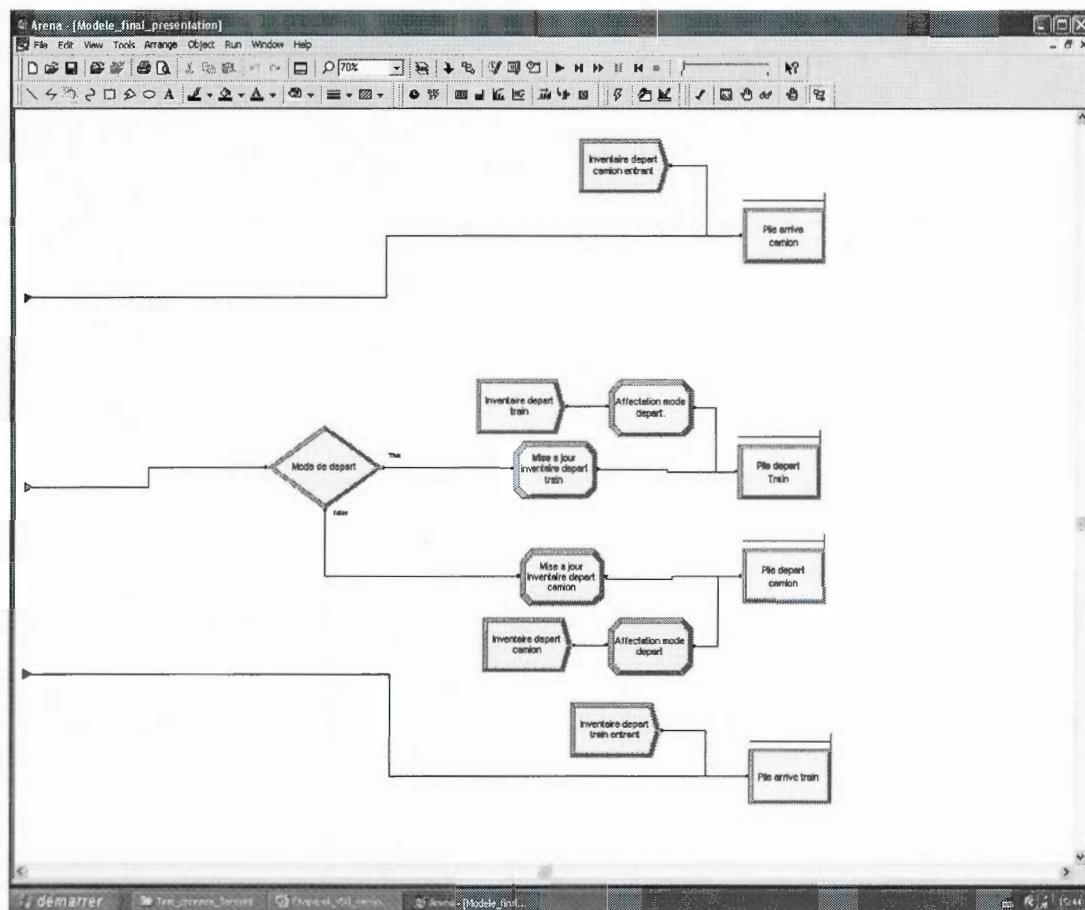 Arena - [Modele_final_presentation]
File Edit View Tools Arrange Object Run Window Help
70%
A
Inventaire depart
camion entrant
Pile arrive
camion
Inventaire depart
train
Affectation mode
depart.
Mode de depart
True
Mise a jour
inventaire depart
train
Pile depart
Train
False
Mise a jour
Inventaire depart
camion
Pile depart
camion
Inventaire depart
camion
Affectation mode
depart
Inventaire depart
train entrant
Pile arrive train
démarrer
Arena - [Modele_final...
15:44